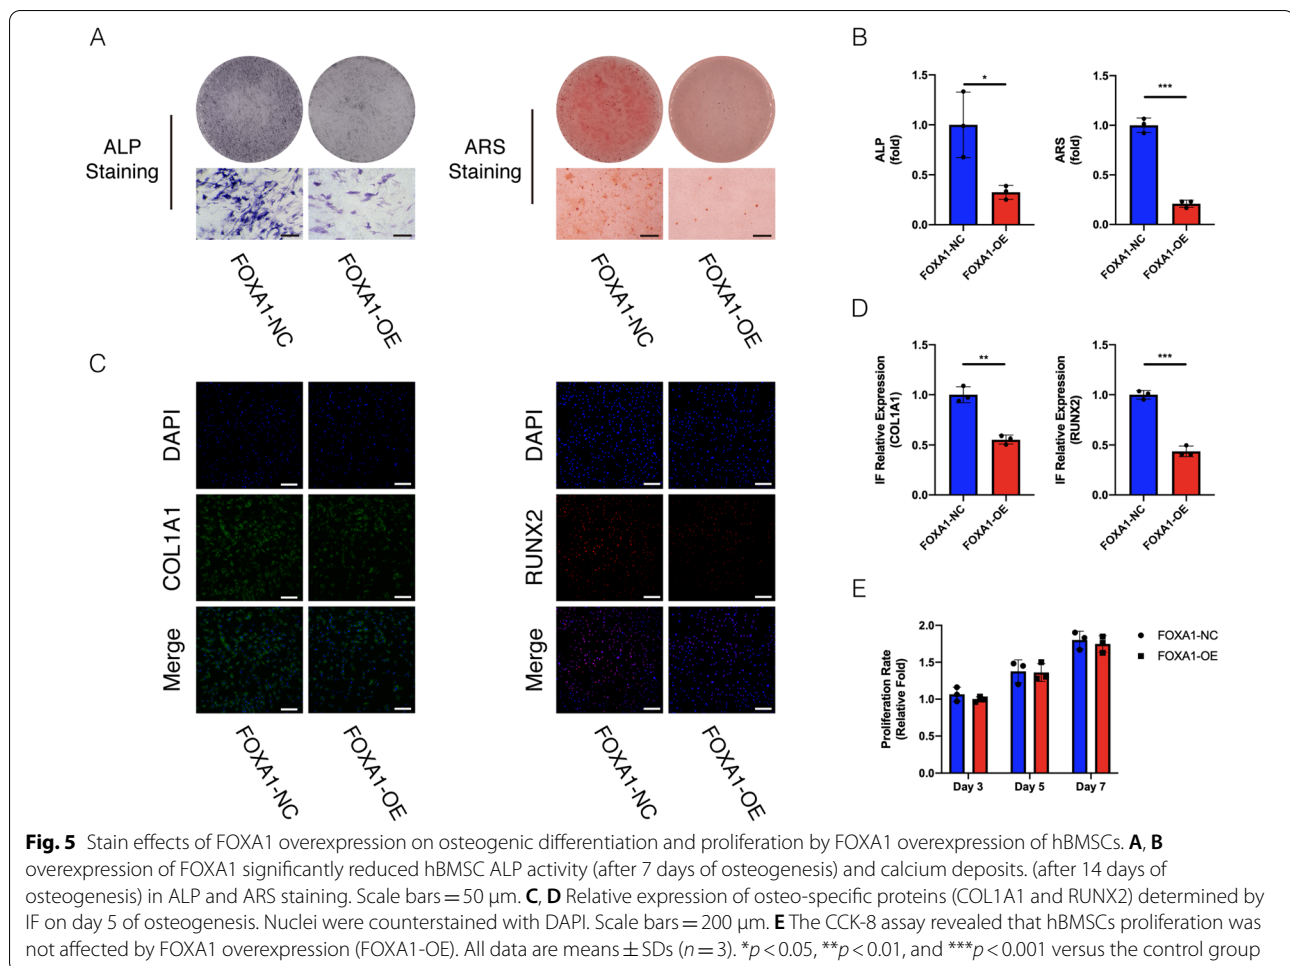 A
ALP
Staining
ARS
Staining
FOXA1-NC
FOXA1-OE
FOXA1-NC
FOXA1-OE
B
ALP
(fold)
1.5
1.0
0.5
0.0
*
FOXA1-NC
FOXA1-OE
ARS
(fold)
1.5
1.0
0.5
0.0
***
FOXA1-NC
FOXA1-OE
C
DAPI
COL1A1
Merge
FOXA1-NC
FOXA1-OE
DAPI
RUNX2
Merge
FOXA1-NC
FOXA1-OE
D
IF Relative Expression
(COL1A1)
1.5
1.0
0.5
0.0
**
FOXA1-NC
FOXA1-OE
IF Relative Expression
(RUNX2)
1.5
1.0
0.5
0.0
***
FOXA1-NC
FOXA1-OE
E
Proliferation Rate
(Relative Fold)
2.0
1.5
1.0
0.5
0.0
Day 3 Day 5 Day 7
FOXA1-NC
FOXA1-OE
Fig. 5 Stain effects of FOXA1 overexpression on osteogenic differentiation and proliferation by FOXA1 overexpression of hBMSCs. A, B
overexpression of FOXA1 significantly reduced hBMSC ALP activity (after 7 days of osteogenesis) and calcium deposits. (after 14 days of
osteogenesis) in ALP and ARS staining. Scale bars = 50 μm. C, D Relative expression of osteo-specific proteins (COL1A1 and RUNX2) determined by
IF on day 5 of osteogenesis. Nuclei were counterstained with DAPI. Scale bars = 200 μm. E The CCK-8 assay revealed that hBMSCs proliferation was
not affected by FOXA1 overexpression (FOXA1-OE). All data are means ± SDs (n = 3). *p < 0.05, **p < 0.01, and ***p < 0.001 versus the control group